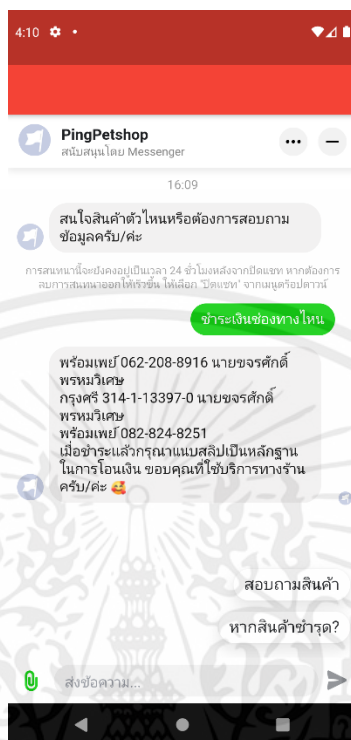 4:10
PingPetshop
สนับสนุนโดย Messenger
16:09
สนใจสินค้าตัวไหนหรือต้องการสอบถาม
ข้อมูลครับ/ค่ะ
การสนทนานี้จะยังคงอยู่เป็นเวลา 24 ชั่วโมงหลังจากปิดแชท หากต้องการ
ลบการสนทนาออกให้เร็วขึ้น ให้เลือก "ปิดแชท" จากเมนูดร็อปดาวน์
ชำระเงินช่องทางไหน
พร้อมเพย์ 062-208-8916 นายขจรศักดิ์
พรหมวิเศษ
กรุงศรี 314-1-13397-0 นายขจรศักดิ์
พรหมวิเศษ
พร้อมเพย์ 082-824-8251
เมื่อชำระแล้วกรุณาแนบสลิปเป็นหลักฐาน
ในการโอนเงิน ขอบคุณที่ใช้บริการทางร้าน
ครับ/ค่ะ 🥰
สอบถามสินค้า
หากสินค้าชำรุด?
ส่งข้อความ...